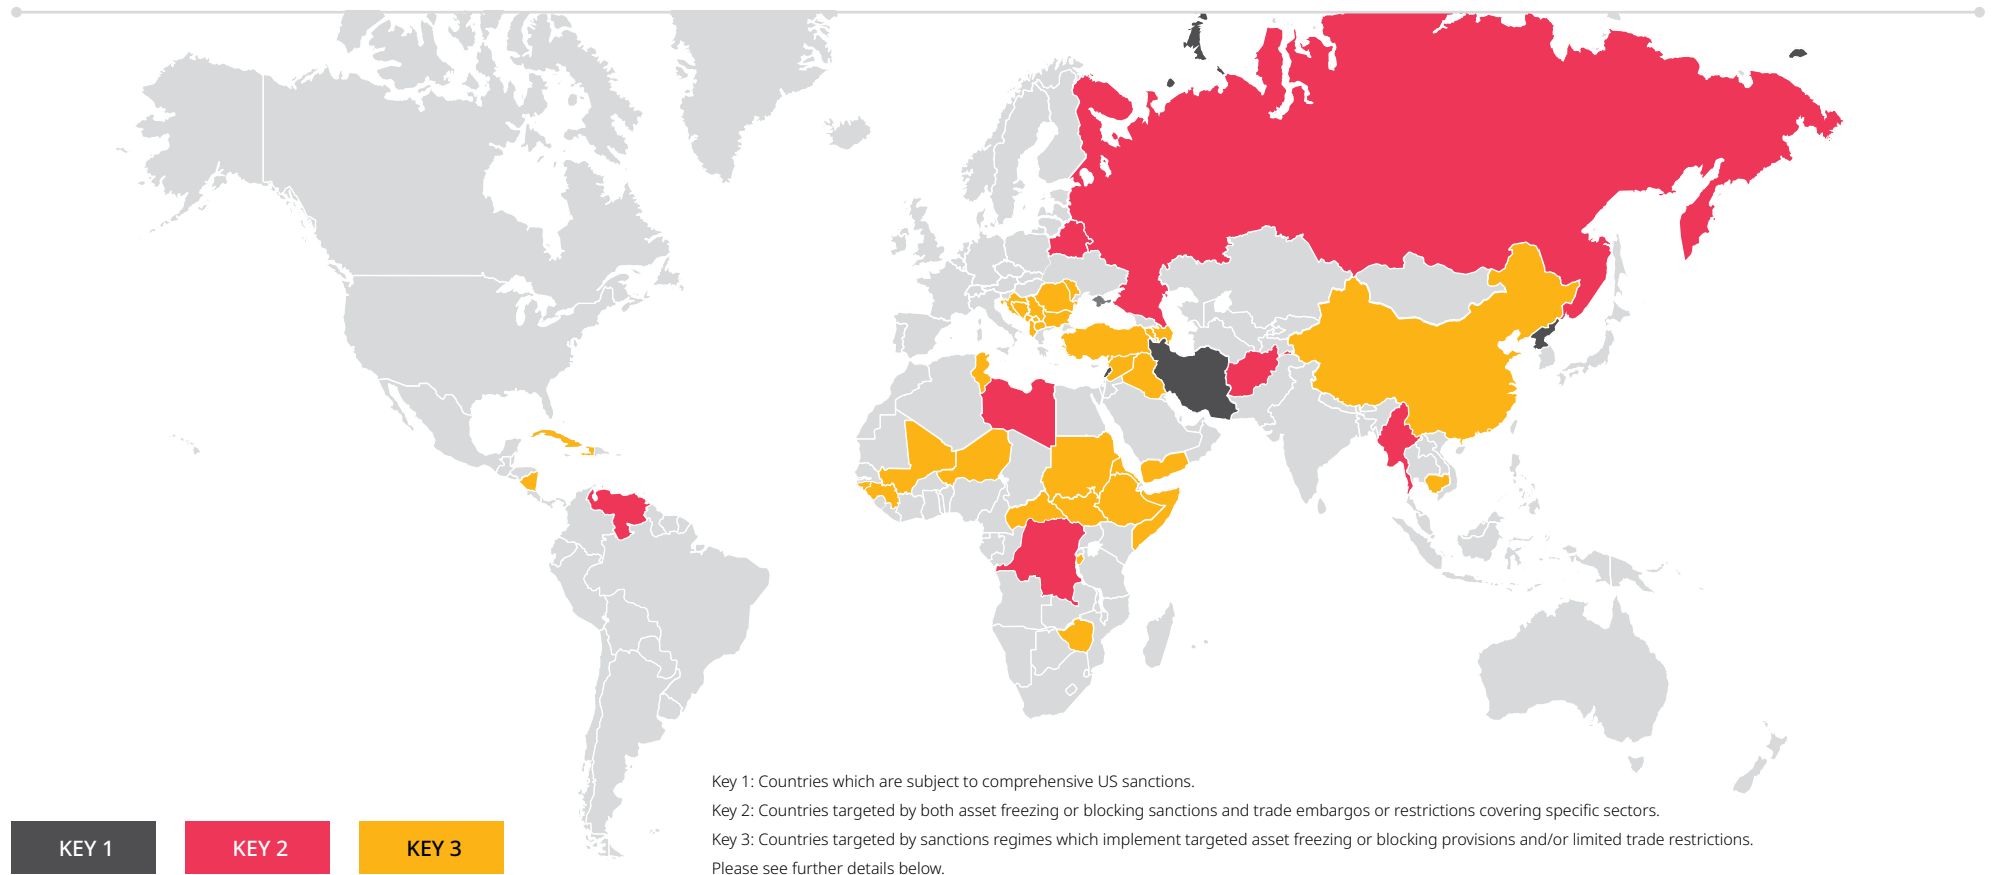 Key 1: Countries which are subject to comprehensive US sanctions.
Key 2: Countries targeted by both asset freezing or blocking sanctions and trade embargos or restrictions covering specific sectors.
Key 3: Countries targeted by sanctions regimes which implement targeted asset freezing or blocking provisions and/or limited trade restrictions.
Please see further details below.
KEY 1
KEY 2
KEY 3